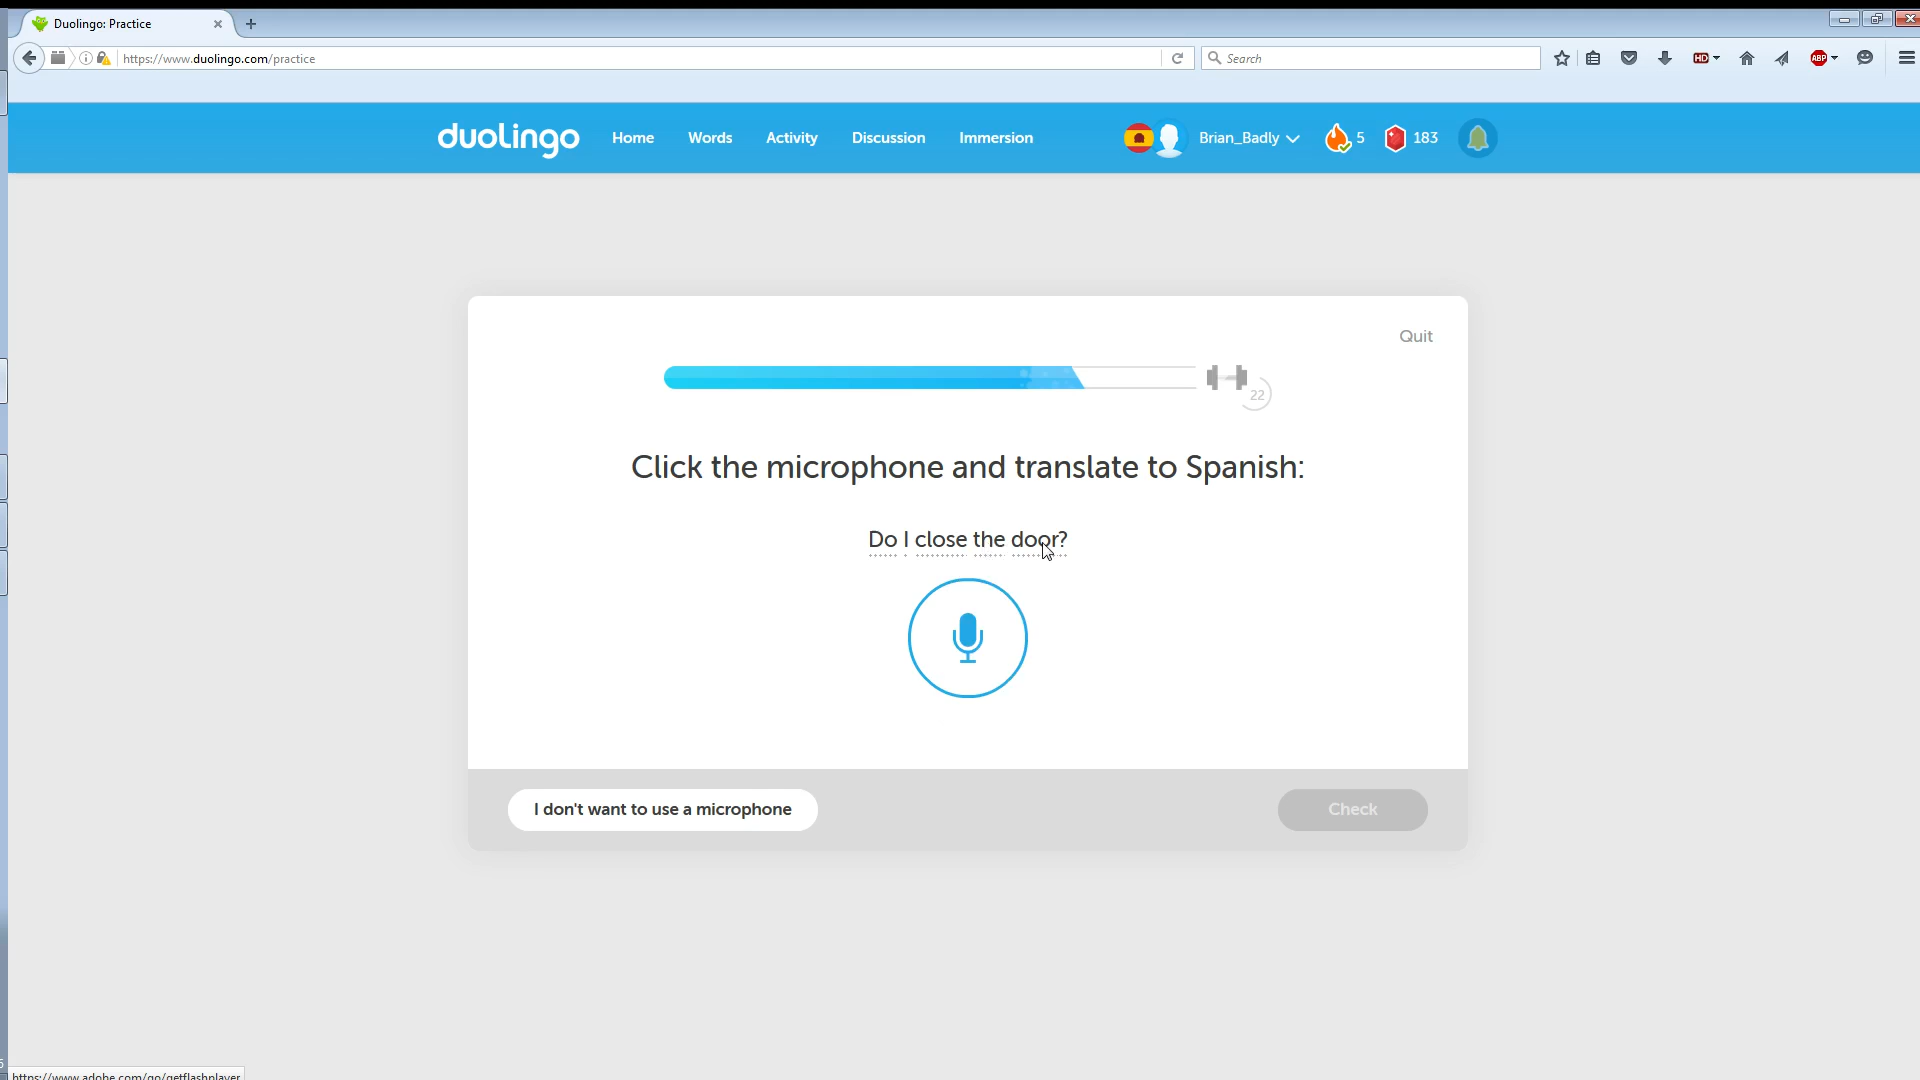 Duolingo: Practice
https://www.duolingo.com/practice
Search
HD
ABP
duolingo
Home
Words
Activity
Discussion
Immersion
Brian_Badly
5
183
Quit
22
Click the microphone and translate to Spanish:
Do I close the door?
I don't want to use a microphone
Check
https://www.adobe.com/go/getflashplayer